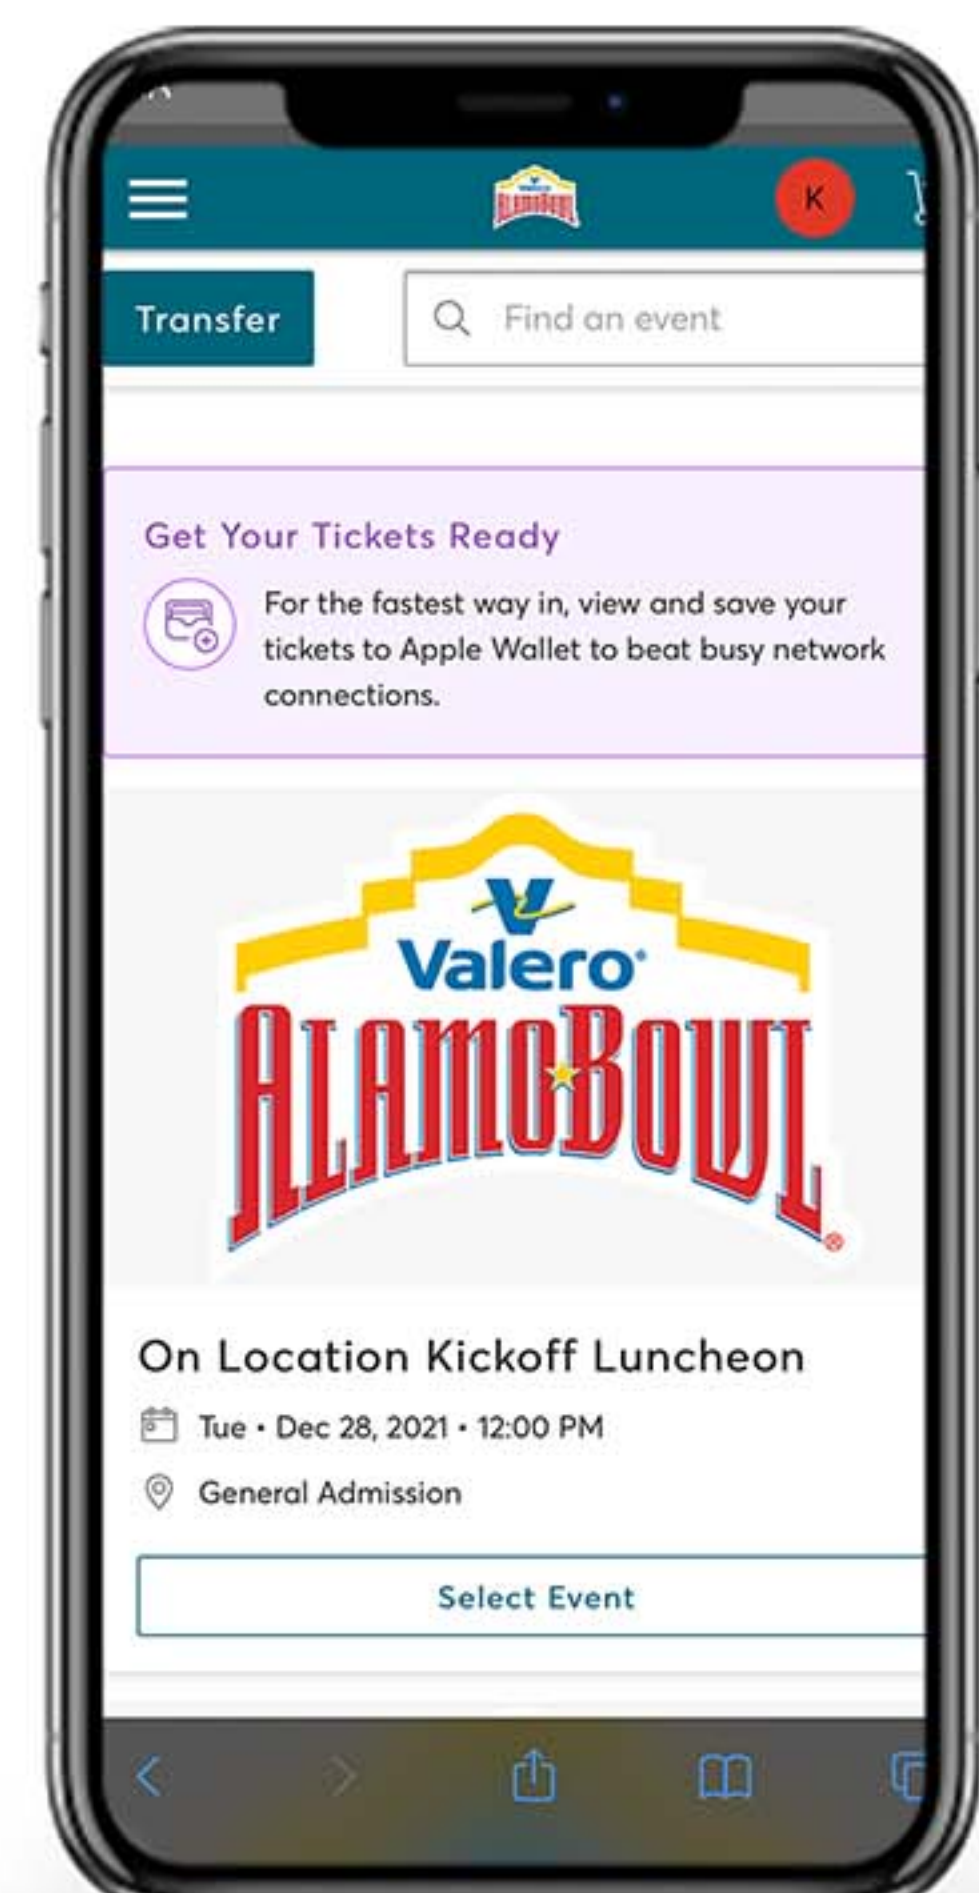 Valero
ALAMOBOWL
K
Transfer
Find an event
Get Your Tickets Ready
For the fastest way in, view and save your
tickets to Apple Wallet to beat busy network
connections.
V
Valero®
ALAMOBOWL®
On Location Kickoff Luncheon
Tue • Dec 28, 2021 • 12:00 PM
General Admission
Select Event